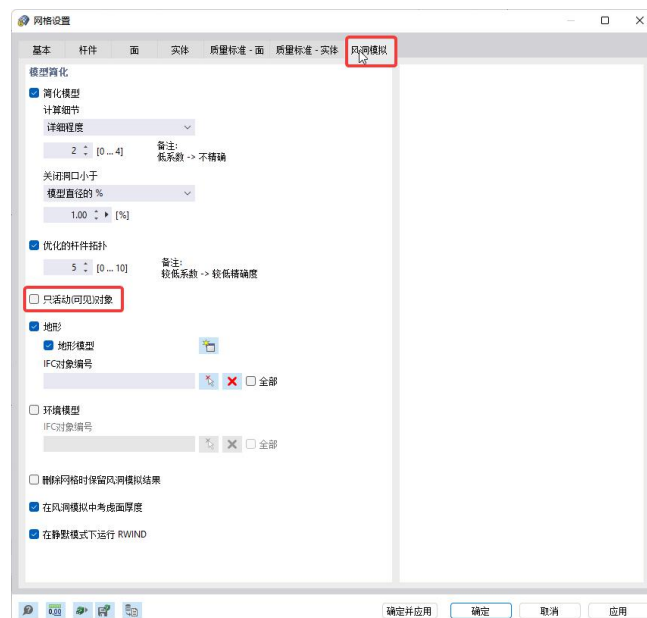 网格设置
基本 杆件 面 实体 质量标准 - 面 质量标准 - 实体 风洞模拟
模型简化
简化模型
计算细节
详细程度
2 [0 ... 4] 备注:
低系数 -> 不精确
关闭洞口小于
模型直径的 %
1.00 [%]
优化的杆件拓扑
5 [0 ... 10] 备注:
较低系数 -> 较低精确度
只活动(可见)对象
地形
地形模型
IFC对象编号
全部
环境模型
IFC对象编号
全部
删除网格时保留风洞模拟结果
在风洞模拟中考虑面厚度
在静默模式下运行 RWIND
0.00
确定并应用 确定 取消 应用